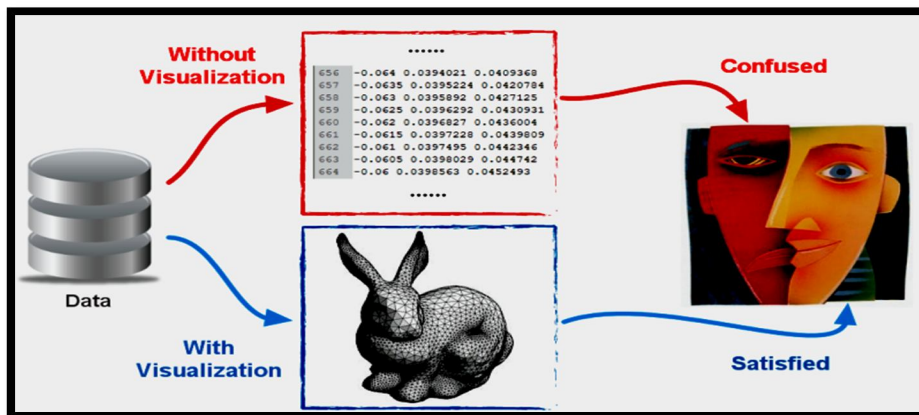 Without
Visualization
......
656 -0.064 0.0394021 0.0409368
657 -0.0635 0.0395224 0.0420784
658 -0.063 0.0395892 0.0427125
659 -0.0625 0.0396292 0.0430931
660 -0.062 0.0396827 0.0436004
661 -0.0615 0.0397228 0.0439809
662 -0.061 0.0397495 0.0442346
663 -0.0605 0.0398029 0.044742
664 -0.06 0.0398563 0.0452493
......
Confused
Data
With
Visualization
Satisfied